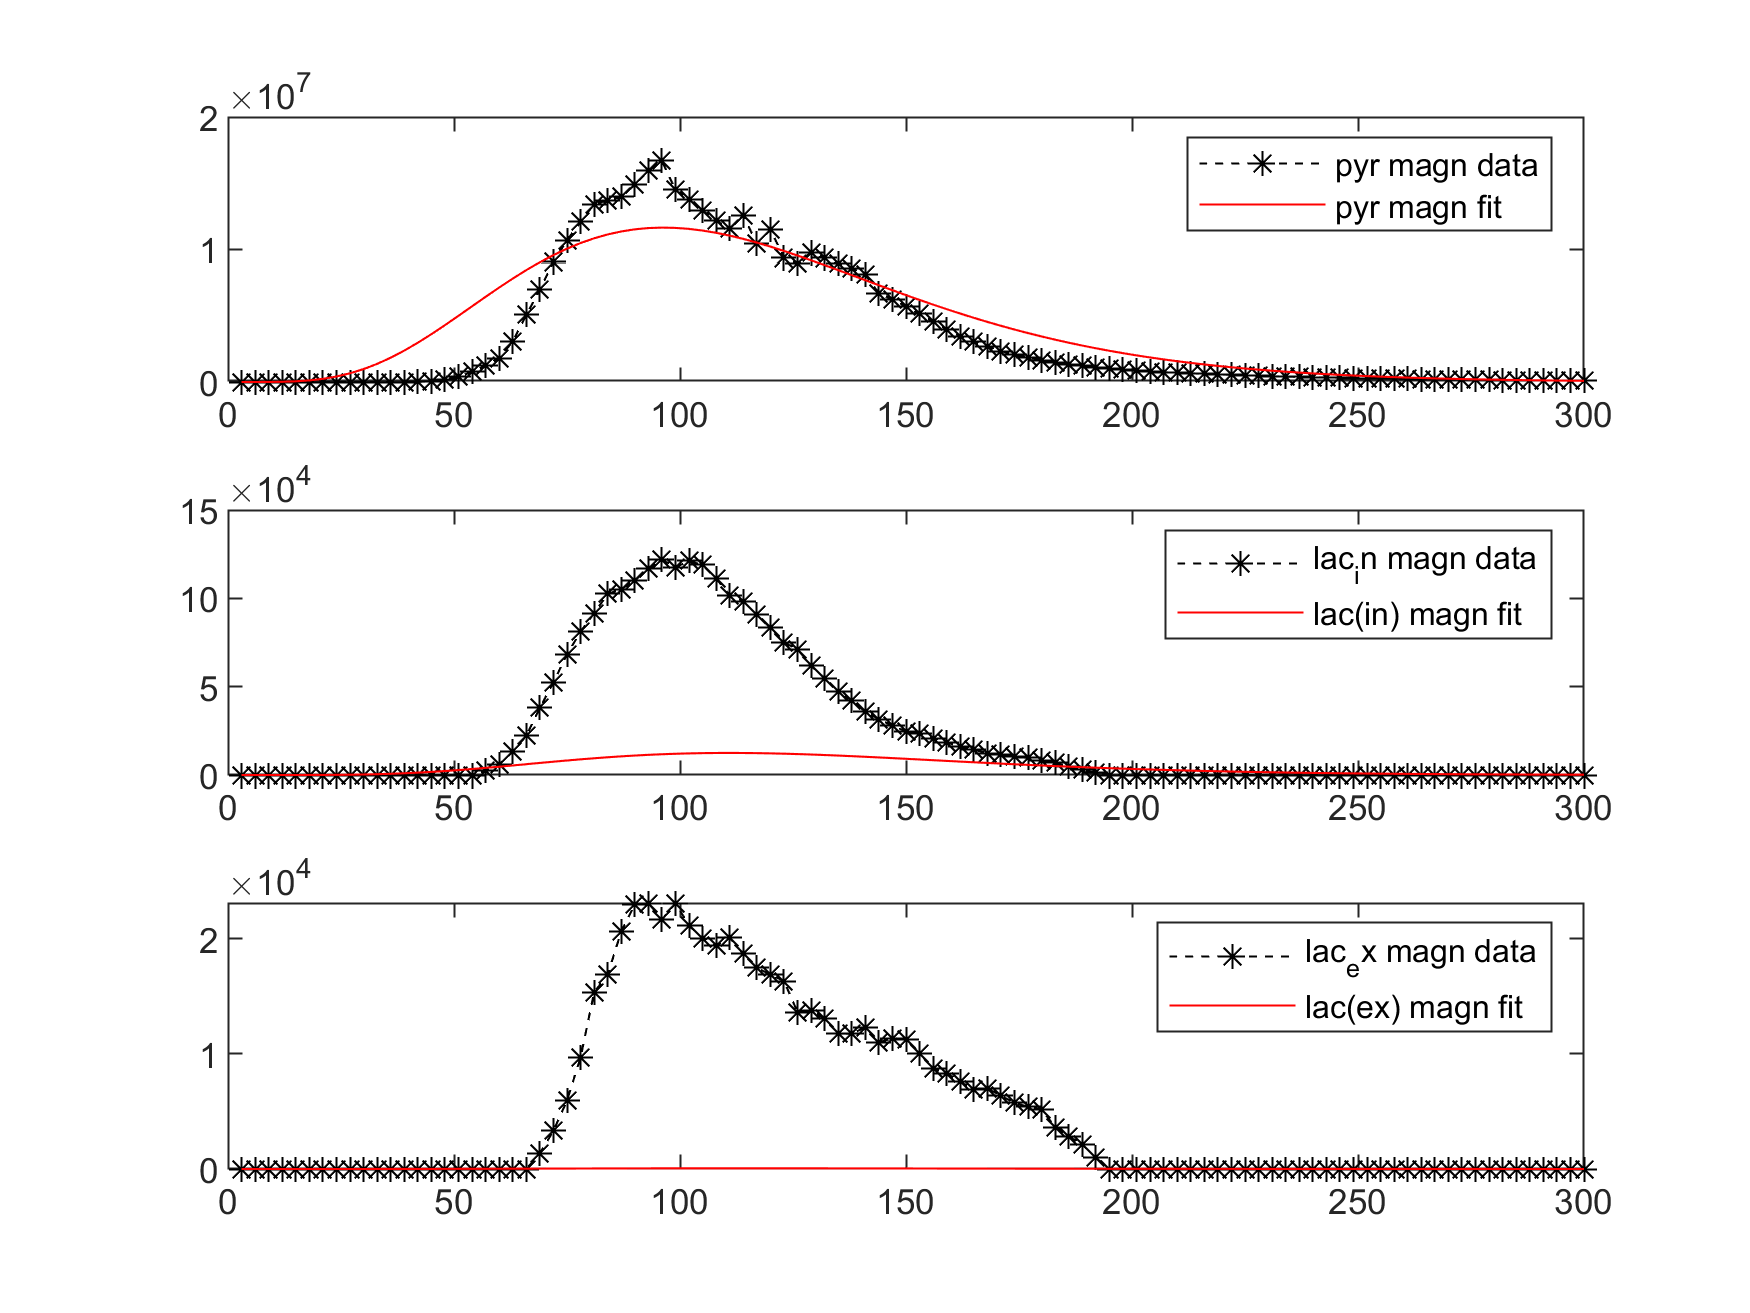 ×10^7
2
1
0
0 50 100 150 200 250 300
pyr magn data
pyr magn fit
×10^4
15
10
5
0
0 50 100 150 200 250 300
lac_in magn data
lac(in) magn fit
×10^4
2
1
0
0 50 100 150 200 250 300
lac_ex magn data
lac(ex) magn fit